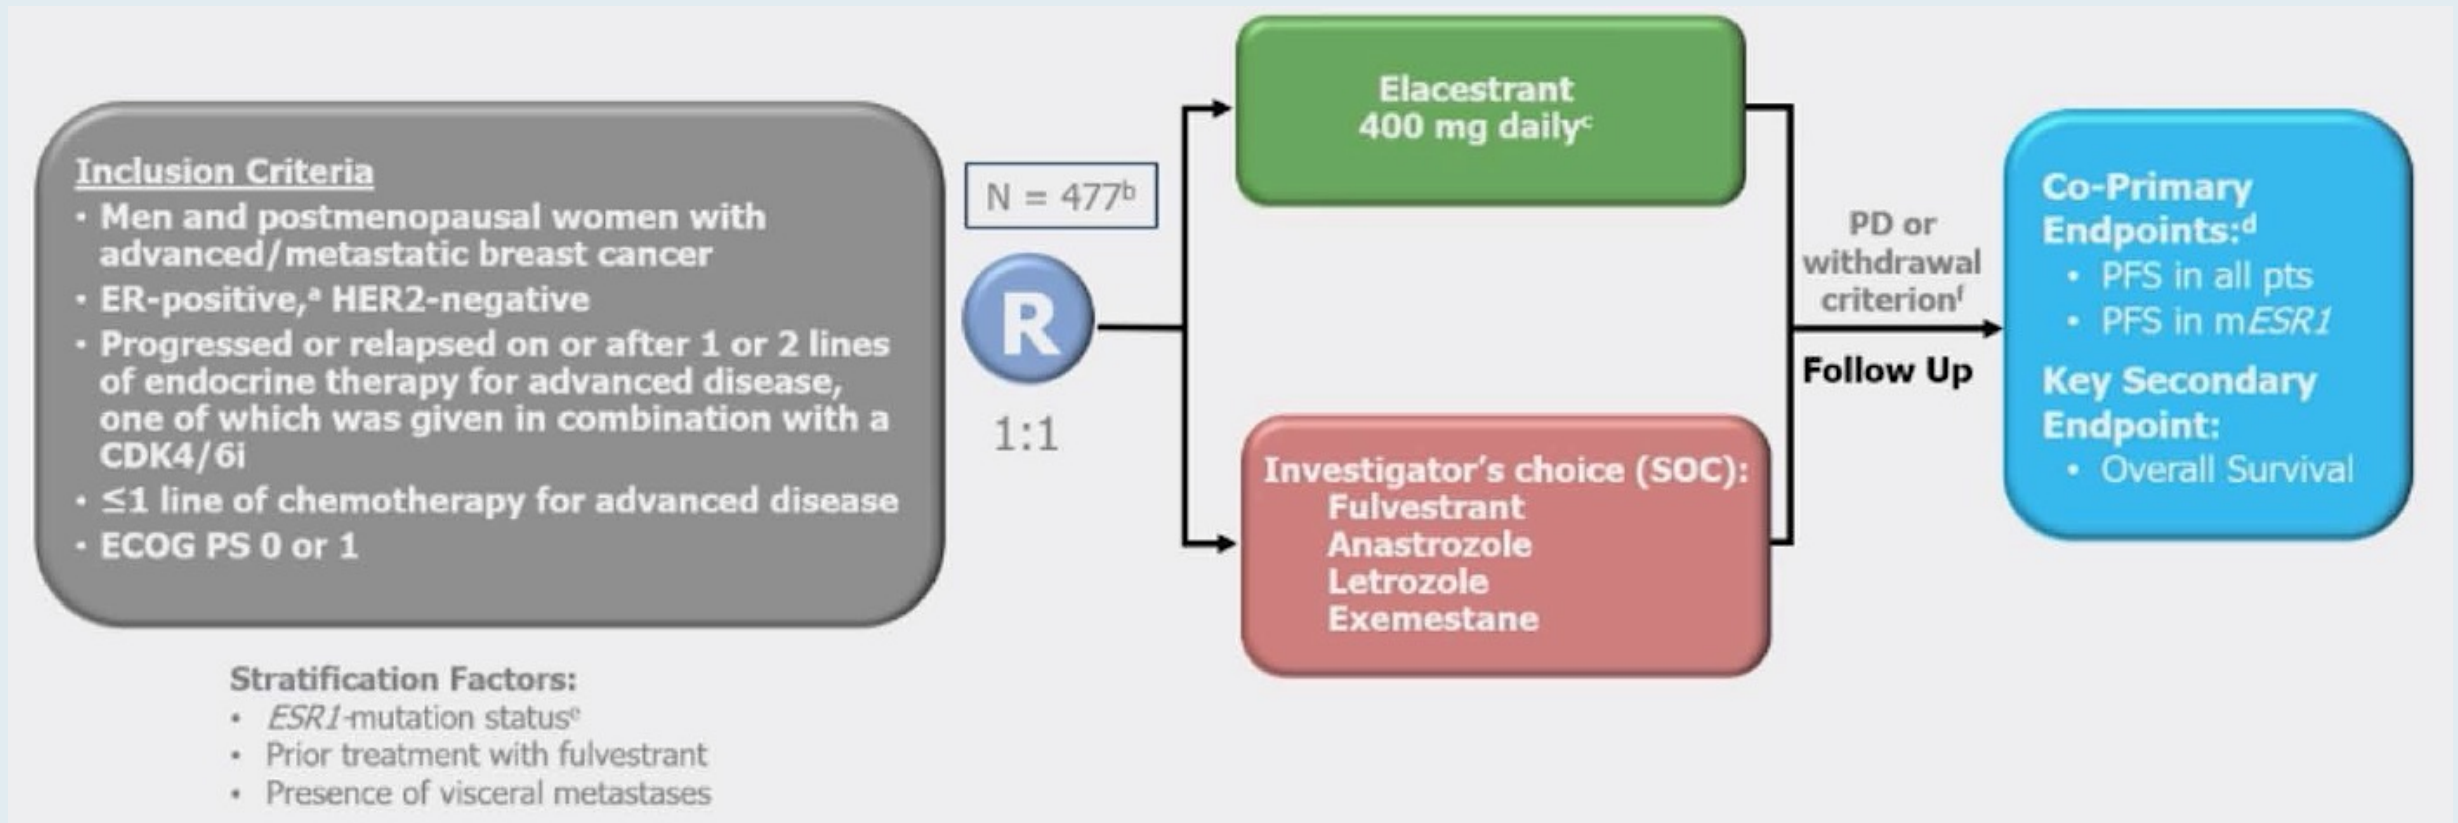 Inclusion Criteria
• Men and postmenopausal women with
advanced/metastatic breast cancer
• ER-positive,ᵃ HER2-negative
• Progressed or relapsed on or after 1 or 2 lines
of endocrine therapy for advanced disease,
one of which was given in combination with a
CDK4/6i
• ≤1 line of chemotherapy for advanced disease
• ECOG PS 0 or 1
Stratification Factors:
• ESR1-mutation statusᵉ
• Prior treatment with fulvestrant
• Presence of visceral metastases
N = 477ᵇ
R
1:1
Elacestrant
400 mg dailyᶜ
Investigator’s choice (SOC):
Fulvestrant
Anastrozole
Letrozole
Exemestane
PD or
withdrawal
criterionᶠ
Follow Up
Co-Primary
Endpoints:ᵈ
• PFS in all pts
• PFS in mESR1
Key Secondary
Endpoint:
• Overall Survival